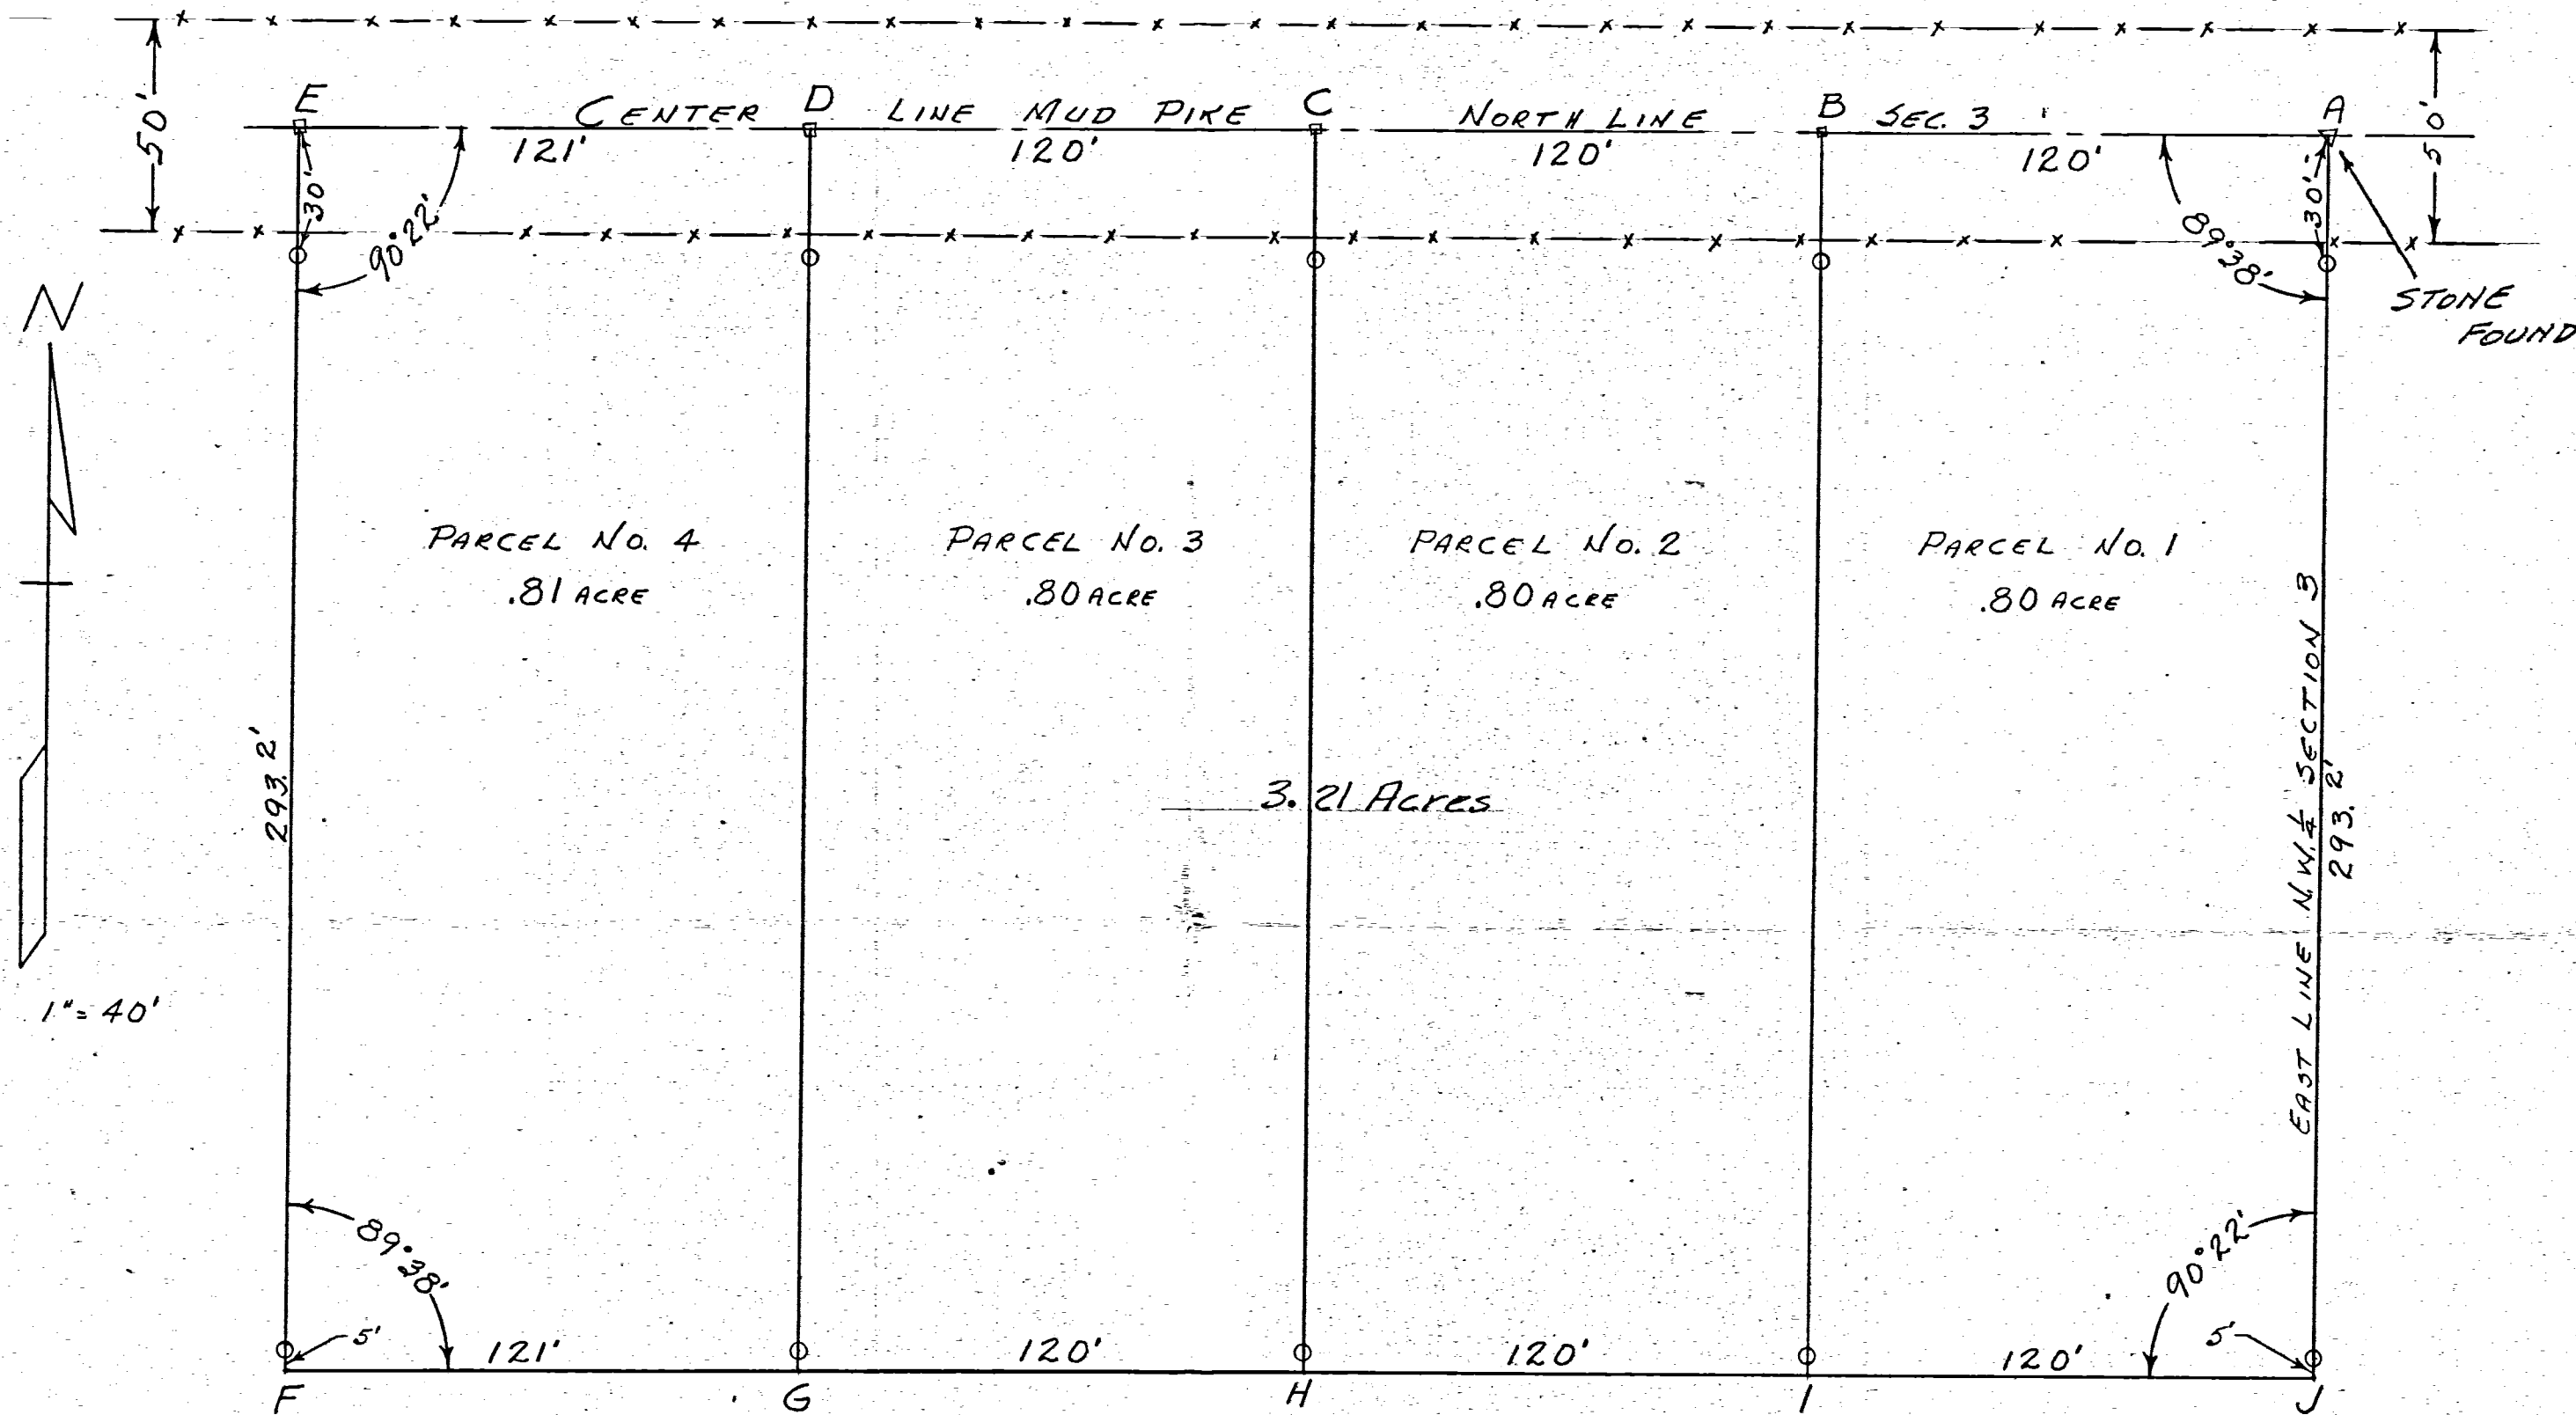 E CENTER D LINE MUD PIKE C NORTH LINE B SEC. 3 A
121' 120' 120' 120'
50'
50'
30'
30'
90°22'
89°38'
STONE
FOUND
N
PARCEL No. 4
.81 ACRE
PARCEL No. 3
.80 ACRE
PARCEL No. 2
.80 ACRE
PARCEL No. 1
.80 ACRE
293.2'
3.21 Acres
EAST LINE N.W. ¼ SECTION 3
293.2'
1" = 40'
89°38'
90°22'
5'
5'
121' 120' 120' 120'
F G H I J